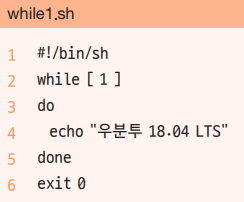 while1.sh
1 #!/bin/sh
2 while [ 1 ]
3 do
4 echo "우분투 18.04 LTS"
5 done
6 exit 0